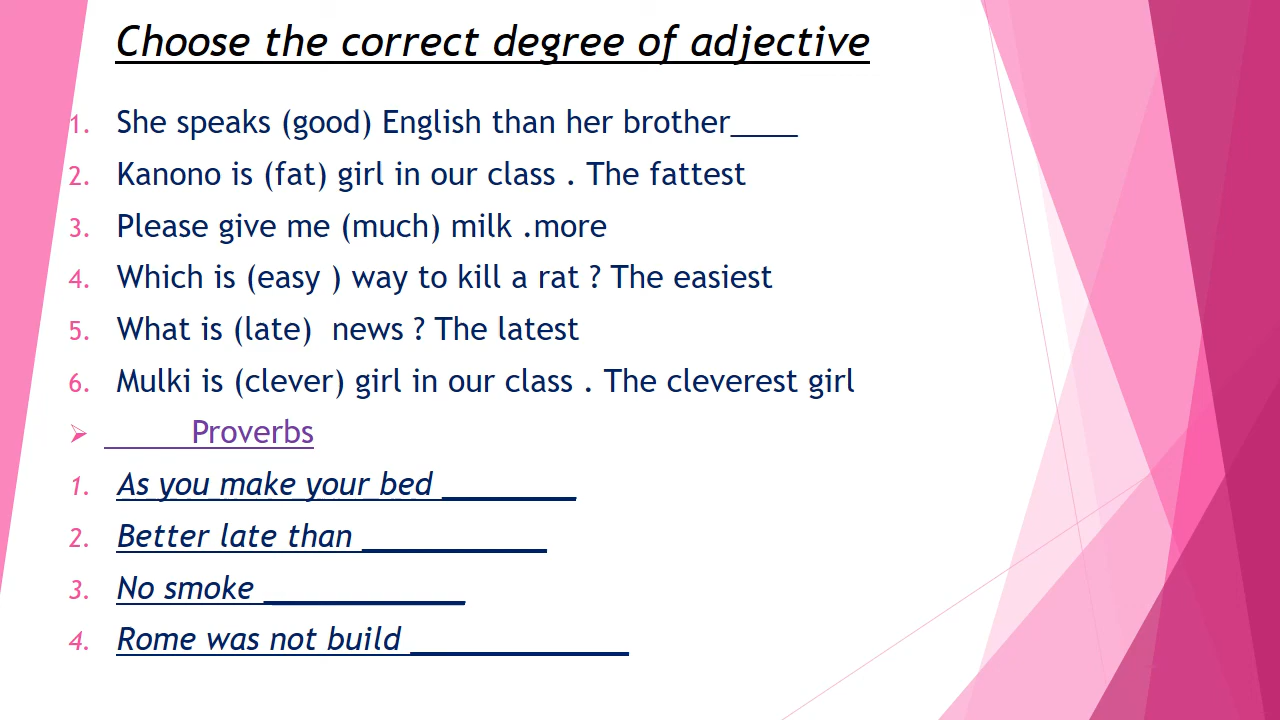 Choose the correct degree of adjective
1. She speaks (good) English than her brother____
2. Kanono is (fat) girl in our class . The fattest
3. Please give me (much) milk .more
4. Which is (easy ) way to kill a rat ? The easiest
5. What is (late) news ? The latest
6. Mulki is (clever) girl in our class . The cleverest girl
➢ _____Proverbs
1. As you make your bed ________
2. Better late than ___________
3. No smoke ____________
4. Rome was not build _____________